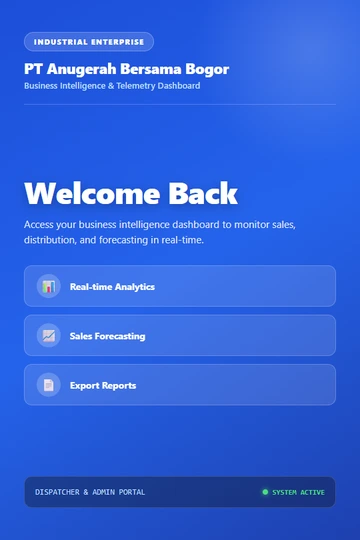 INDUSTRIAL ENTERPRISE
PT Anugerah Bersama Bogor
Business Intelligence & Telemetry Dashboard
Welcome Back
Access your business intelligence dashboard to monitor sales,
distribution, and forecasting in real-time.
Real-time Analytics
Sales Forecasting
Export Reports
DISPATCHER & ADMIN PORTAL
SYSTEM ACTIVE